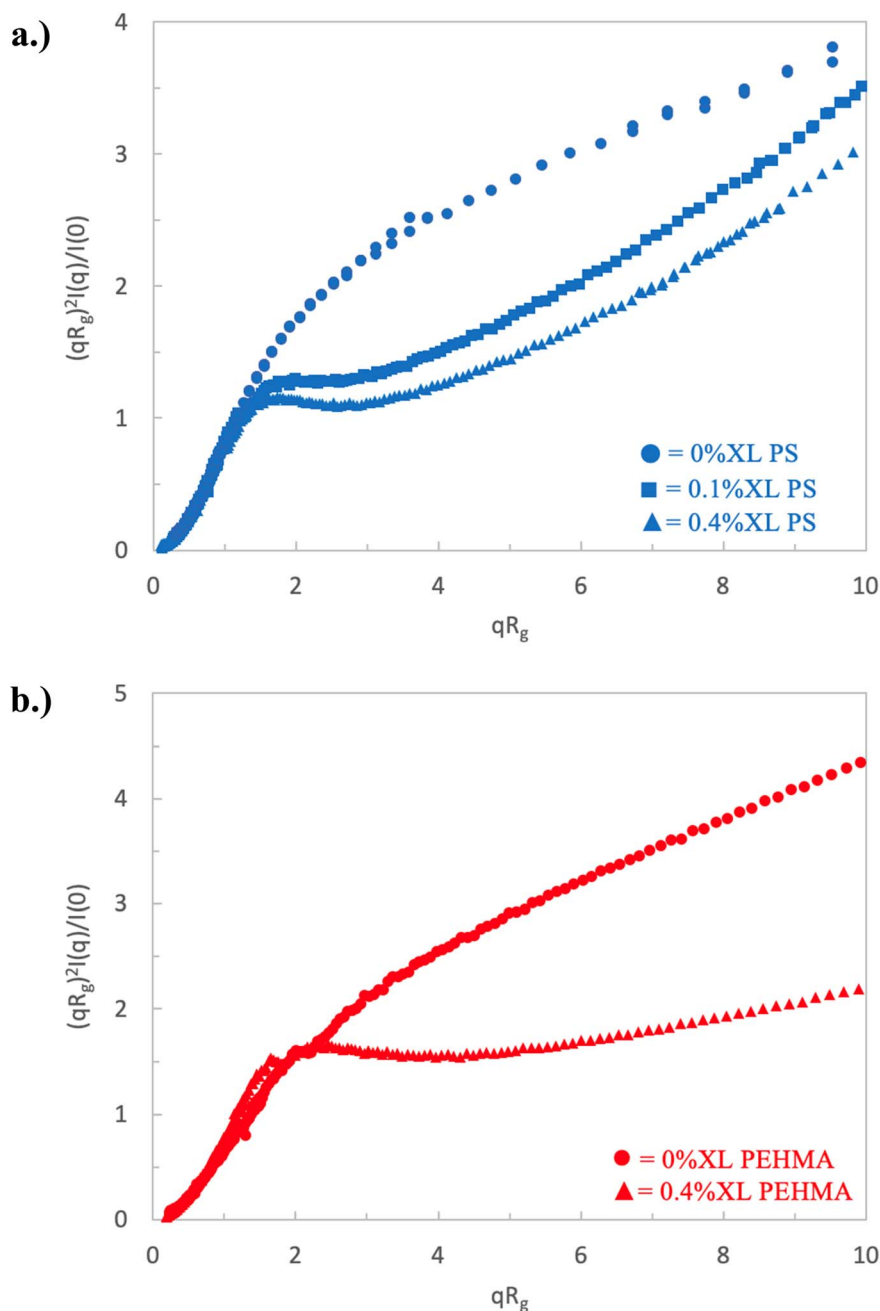 a.)
4
3
2
1
0
(qRg)²I(q)/I(0)
0 2 4 6 8 10
qRg
= 0%XL PS
= 0.1%XL PS
= 0.4%XL PS
b.)
5
4
3
2
1
0
(qRg)²I(q)/I(0)
0 2 4 6 8 10
qRg
= 0%XL PEHMA
= 0.4%XL PEHMA